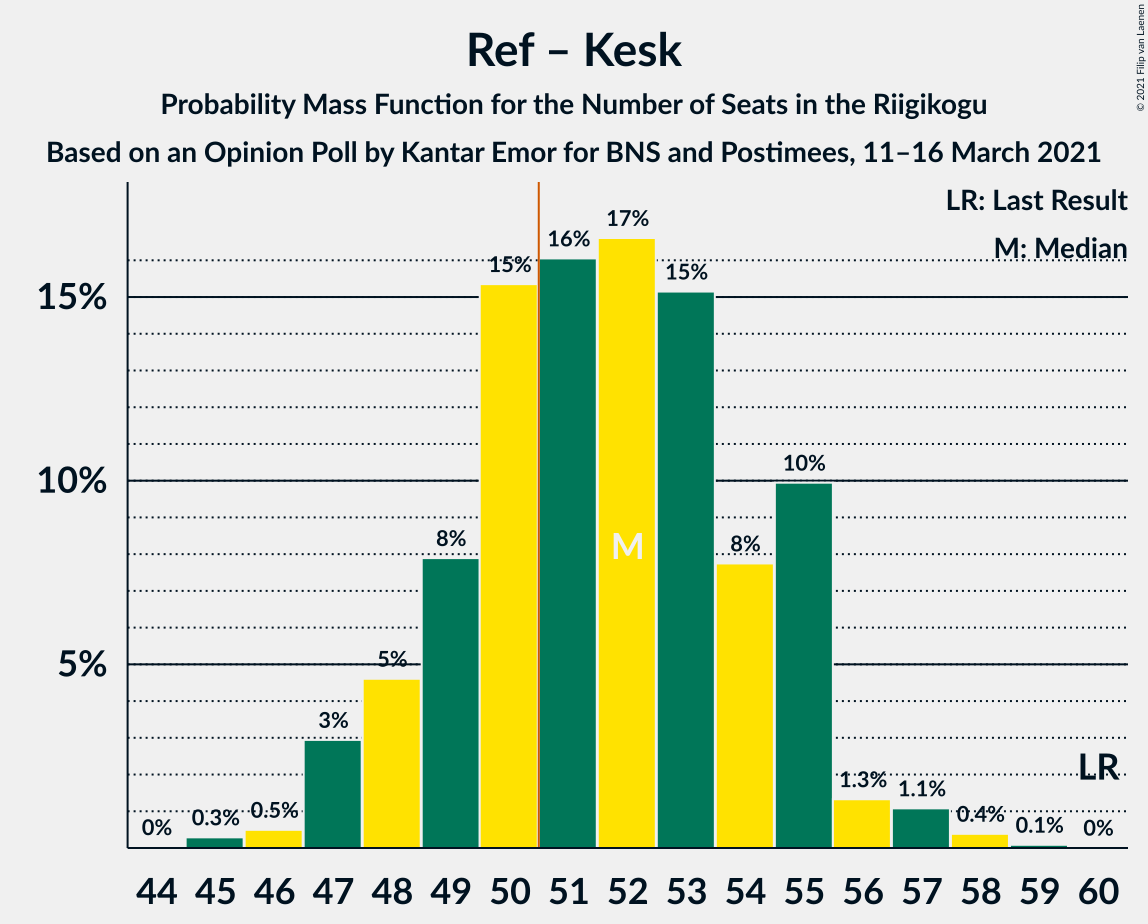 Ref – Kesk
Probability Mass Function for the Number of Seats in the Riigikogu
Based on an Opinion Poll by Kantar Emor for BNS and Postimees, 11–16 March 2021
© 2021 Filip van Laenen
LR: Last Result
M: Median
15%
10%
5%
0%
0.3%
0.5%
3%
5%
8%
15%
16%
17%
15%
8%
10%
1.3%
1.1%
0.4%
0.1%
0%
M
LR
44 45 46 47 48 49 50 51 52 53 54 55 56 57 58 59 60